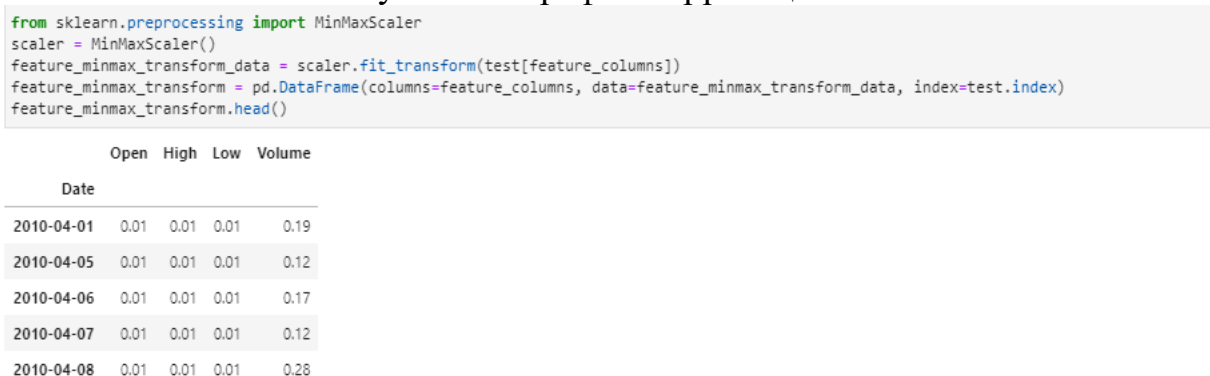 from sklearn.preprocessing import MinMaxScaler
scaler = MinMaxScaler()
feature_minmax_transform_data = scaler.fit_transform(test[feature_columns])
feature_minmax_transform = pd.DataFrame(columns=feature_columns, data=feature_minmax_transform_data, index=test.index)
feature_minmax_transform.head()
Open High Low Volume
Date
2010-04-01 0.01 0.01 0.01 0.19
2010-04-05 0.01 0.01 0.01 0.12
2010-04-06 0.01 0.01 0.01 0.17
2010-04-07 0.01 0.01 0.01 0.12
2010-04-08 0.01 0.01 0.01 0.28